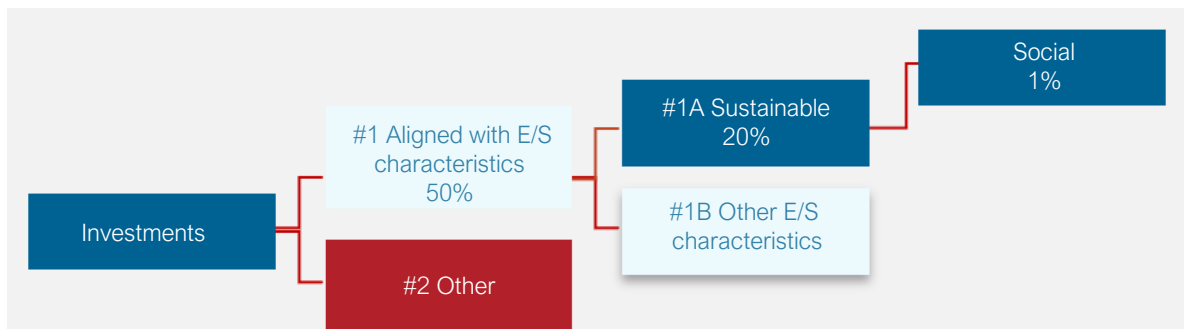 Investments
#1 Aligned with E/S
characteristics
50%
#2 Other
#1A Sustainable
20%
#1B Other E/S
characteristics
Social
1%